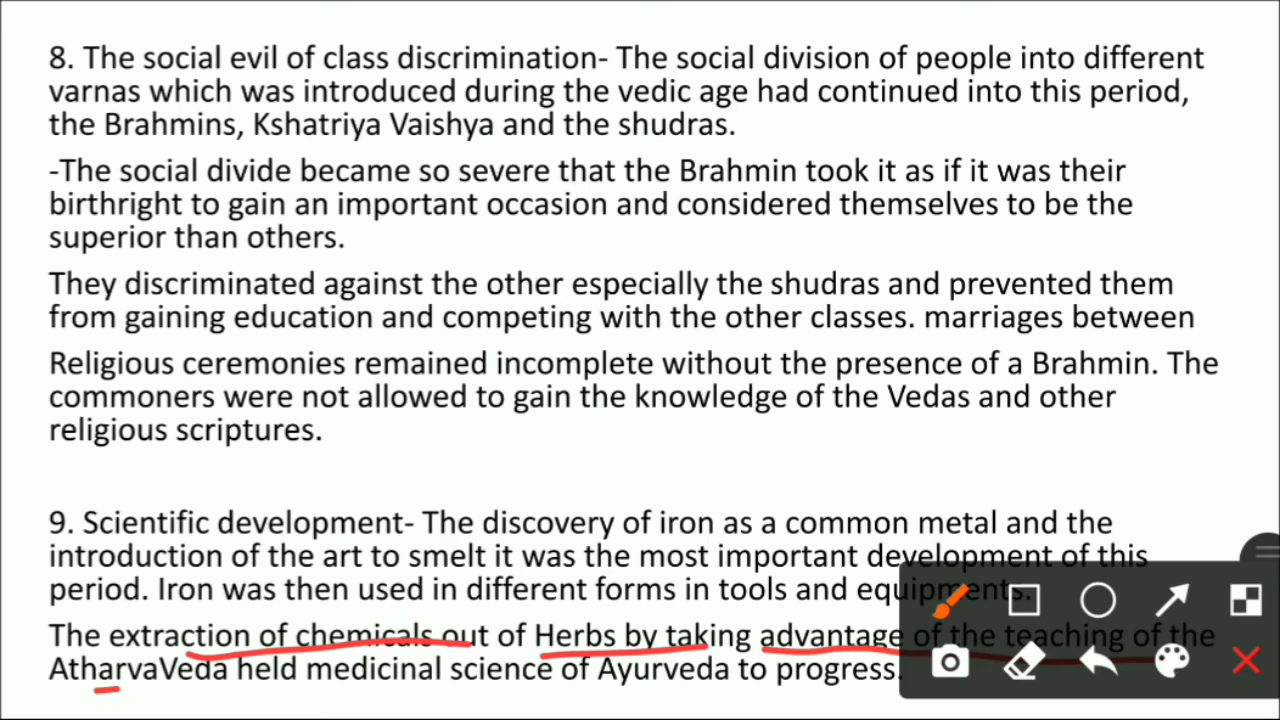 8. The social evil of class discrimination- The social division of people into different
varnas which was introduced during the vedic age had continued into this period,
the Brahmins, Kshatriya Vaishya and the shudras.
-The social divide became so severe that the Brahmin took it as if it was their
birthright to gain an important occasion and considered themselves to be the
superior than others.
They discriminated against the other especially the shudras and prevented them
from gaining education and competing with the other classes. marriages between
Religious ceremonies remained incomplete without the presence of a Brahmin. The
commoners were not allowed to gain the knowledge of the Vedas and other
religious scriptures.
9. Scientific development- The discovery of iron as a common metal and the
introduction of the art to smelt it was the most important development of this
period. Iron was then used in different forms in tools and equipments.
The extraction of chemicals out of Herbs by taking advantage of the teaching of the
AtharvaVeda held medicinal science of Ayurveda to progress.